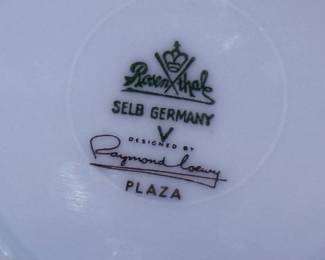 Rosenthal
SELB GERMANY
V
DESIGNED BY
Raymond Loewy
PLAZA